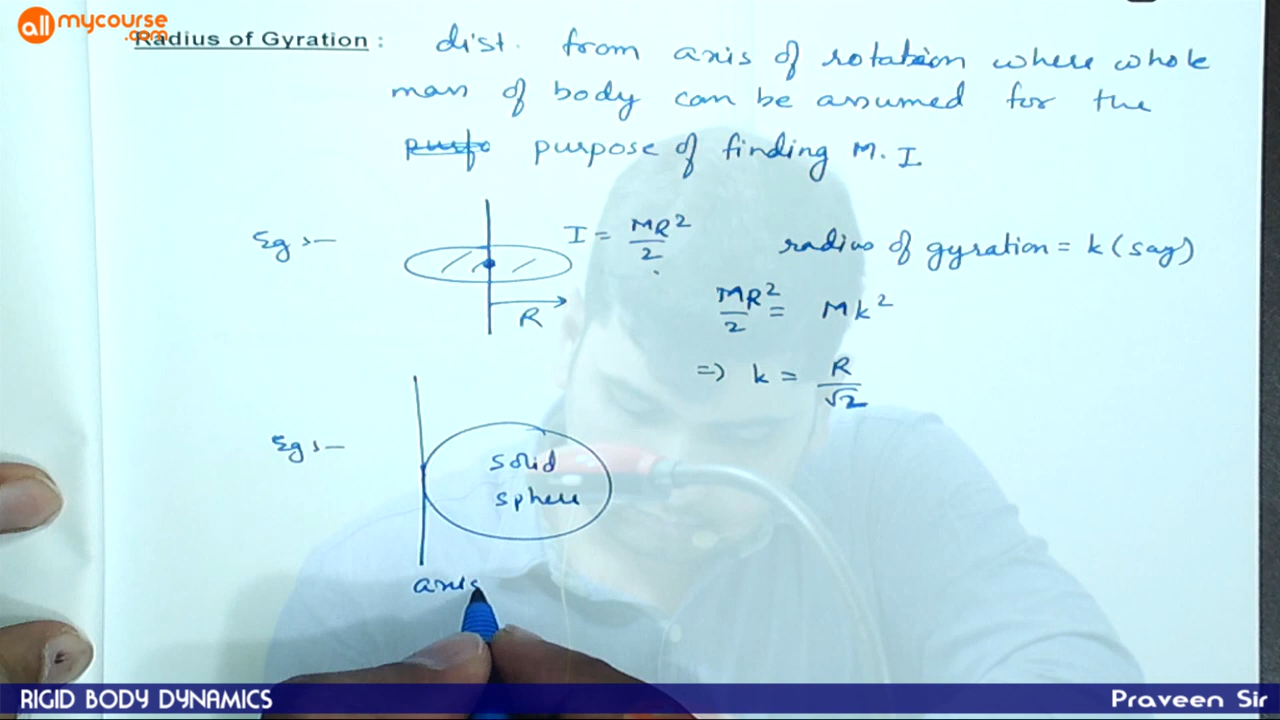 allmycourse
.com
Radius of Gyration :
dist. from axis of rotation where whole
mass of body can be assumed for the
purpose of finding M.I
Eg :-
I = MR²/2
radius of gyration = k (say)
R
MR²/2 = Mk²
=> k = R/√2
Eg :-
solid
sphere
axis
RIGID BODY DYNAMICS
Praveen Sir